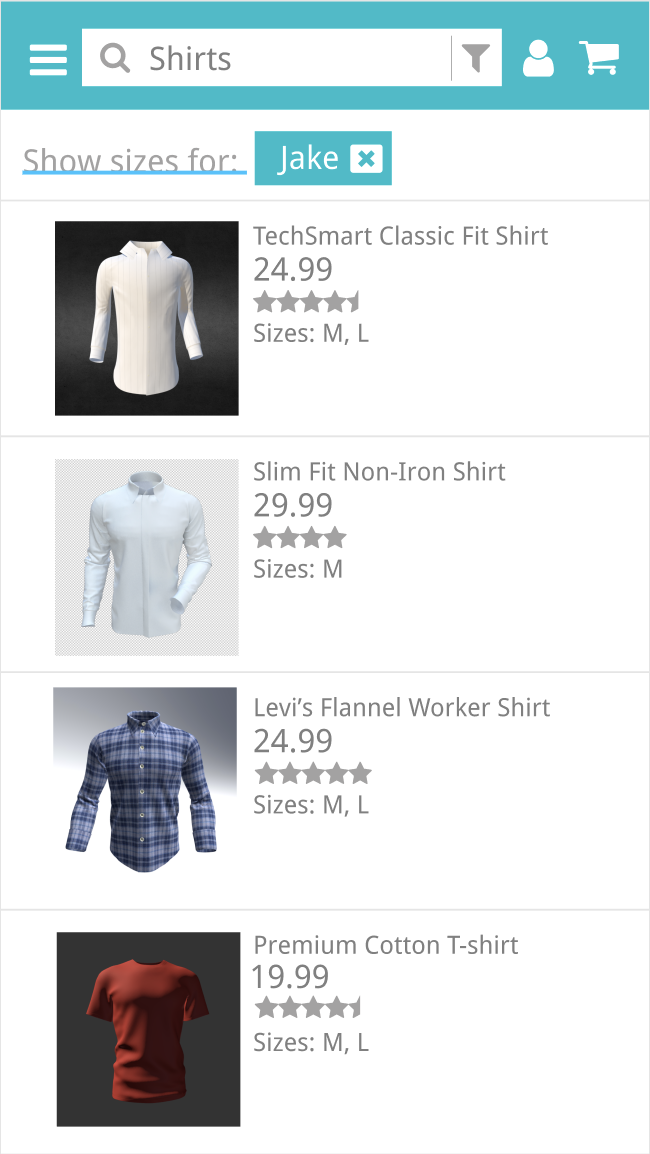 Shirts
Show sizes for: Jake
TechSmart Classic Fit Shirt
24.99
Sizes: M, L
Slim Fit Non-Iron Shirt
29.99
Sizes: M
Levi’s Flannel Worker Shirt
24.99
Sizes: M, L
Premium Cotton T-shirt
19.99
Sizes: M, L